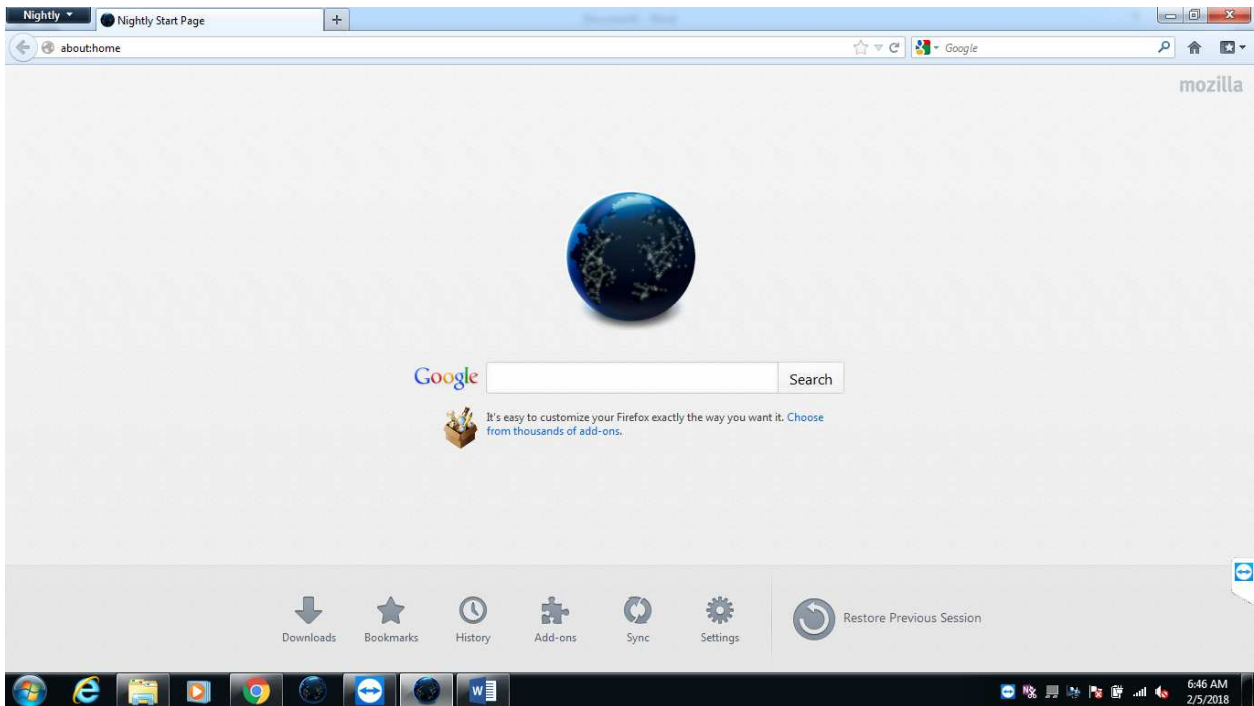 Nightly
Nightly Start Page
+
about:home
Google
mozilla
Google
Search
It's easy to customize your Firefox exactly the way you want it. Choose
from thousands of add-ons.
Downloads
Bookmarks
History
Add-ons
Sync
Settings
Restore Previous Session
W
6:46 AM
2/5/2018